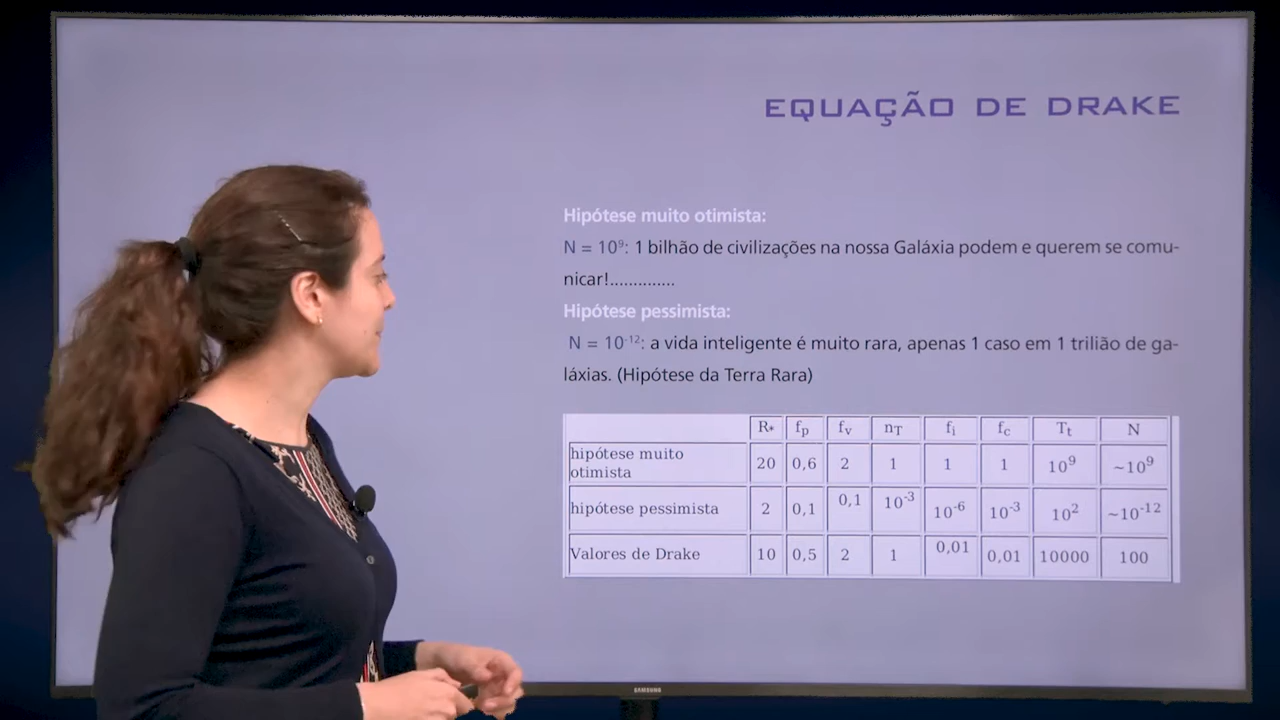 EQUAÇÃO DE DRAKE
Hipótese muito otimista:
N = 10⁹: 1 bilhão de civilizações na nossa Galáxia podem e querem se comu-
nicar!..............
Hipótese pessimista:
N = 10⁻¹²: a vida inteligente é muito rara, apenas 1 caso em 1 trilião de ga-
láxias. (Hipótese da Terra Rara)
R* fp fv nT fi fc Tt N
hipótese muito
otimista 20 0,6 2 1 1 1 10⁹ ~10⁹
hipótese pessimista 2 0,1 0,1 10⁻³ 10⁻⁶ 10⁻³ 10² ~10⁻¹²
Valores de Drake 10 0,5 2 1 0,01 0,01 10000 100
SAMSUNG